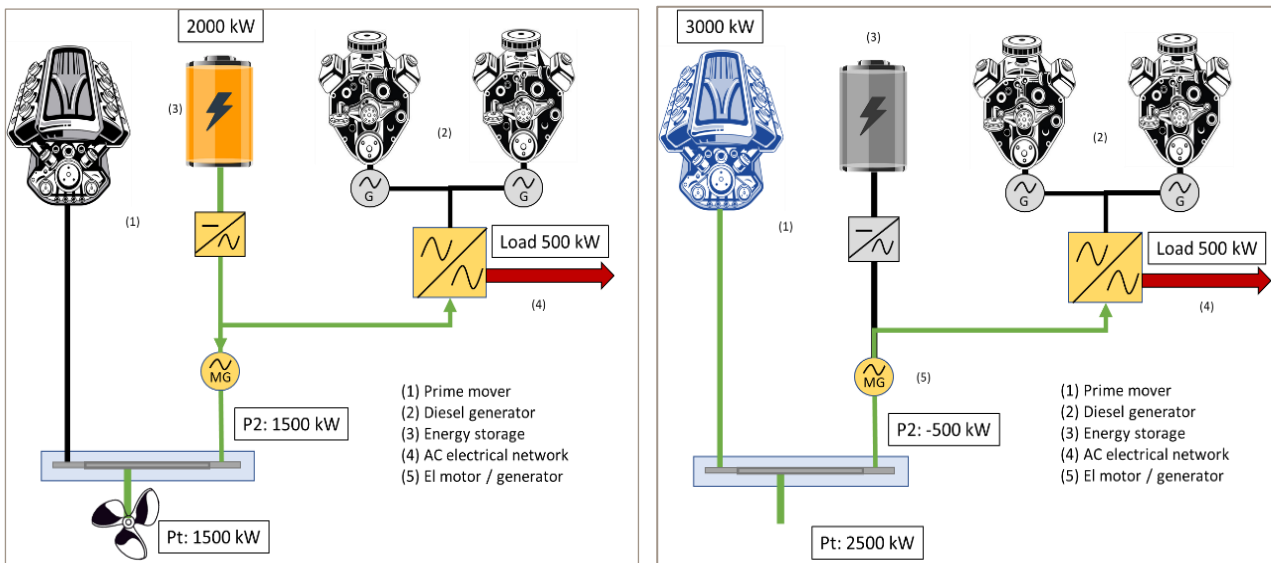 2000 kW
(3)
(2)
G
G
(1)
Load 500 kW
(4)
MG
P2: 1500 kW
(1) Prime mover
(2) Diesel generator
(3) Energy storage
(4) AC electrical network
(5) El motor / generator
Pt: 1500 kW
3000 kW
(3)
(2)
G
G
(1)
Load 500 kW
(4)
MG
(5)
P2: -500 kW
(1) Prime mover
(2) Diesel generator
(3) Energy storage
(4) AC electrical network
(5) El motor / generator
Pt: 2500 kW